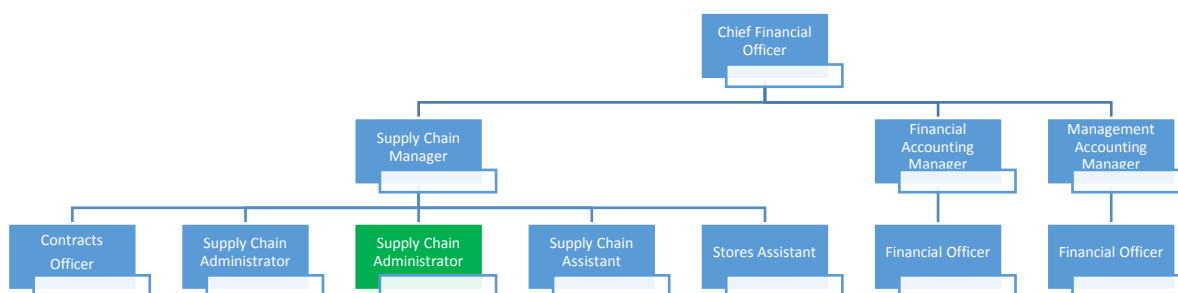 Chief Financial
Officer
Supply Chain
Manager
Financial
Accounting
Manager
Management
Accounting
Manager
Contracts
Officer
Supply Chain
Administrator
Supply Chain
Administrator
Supply Chain
Assistant
Stores Assistant
Financial Officer
Financial Officer